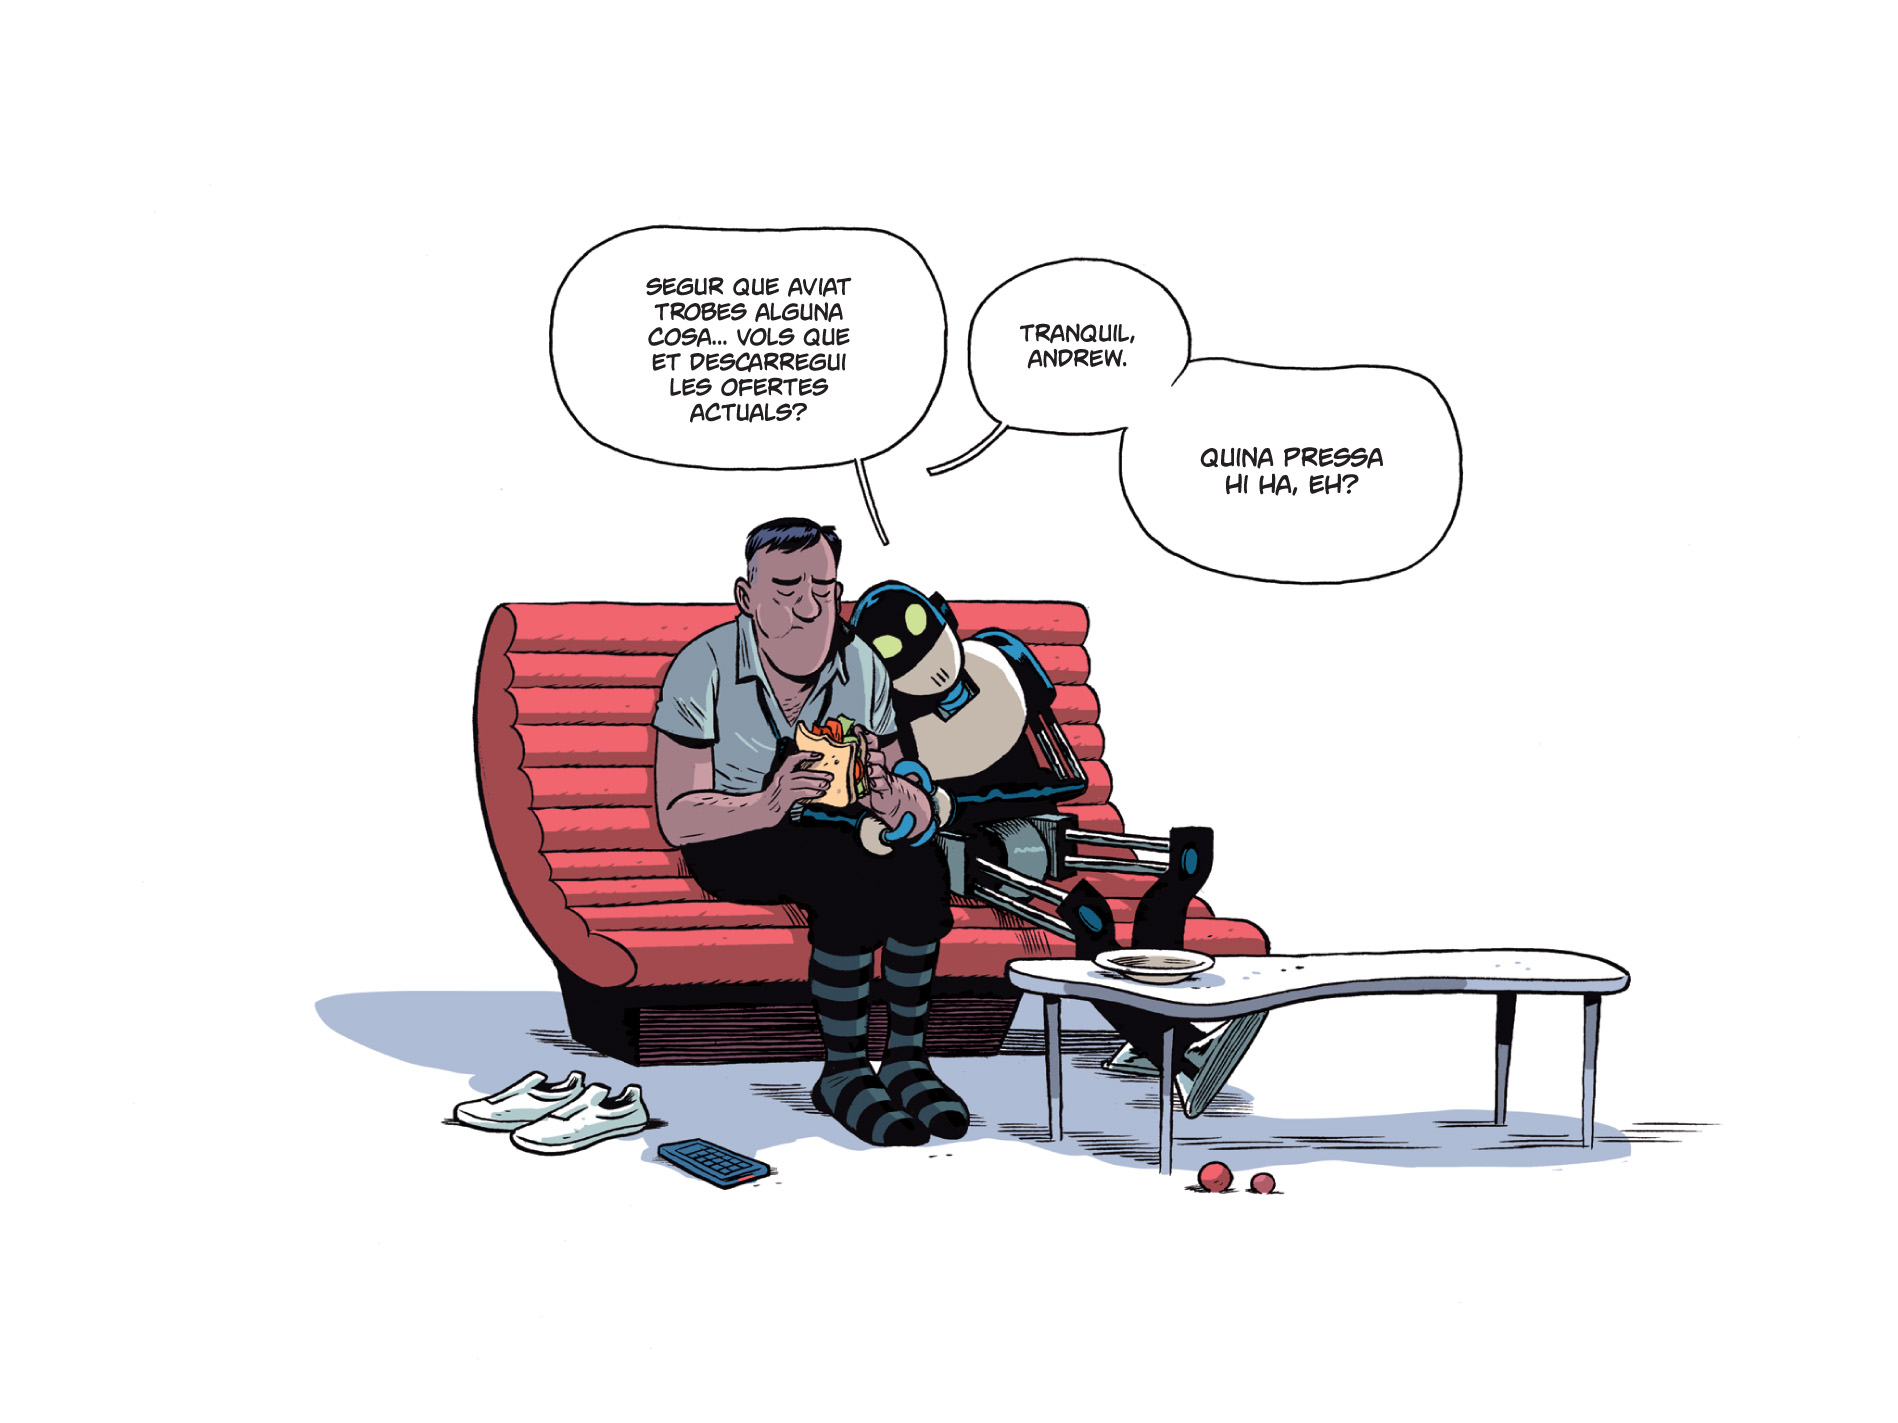 SEGUR QUE AVIAT
TROBES ALGUNA
COSA... VOLS QUE
ET DESCARREGUI
LES OFERTES
ACTUALS?
TRANQUIL,
ANDREW.
QUINA PRESSA
HI HA, EH?